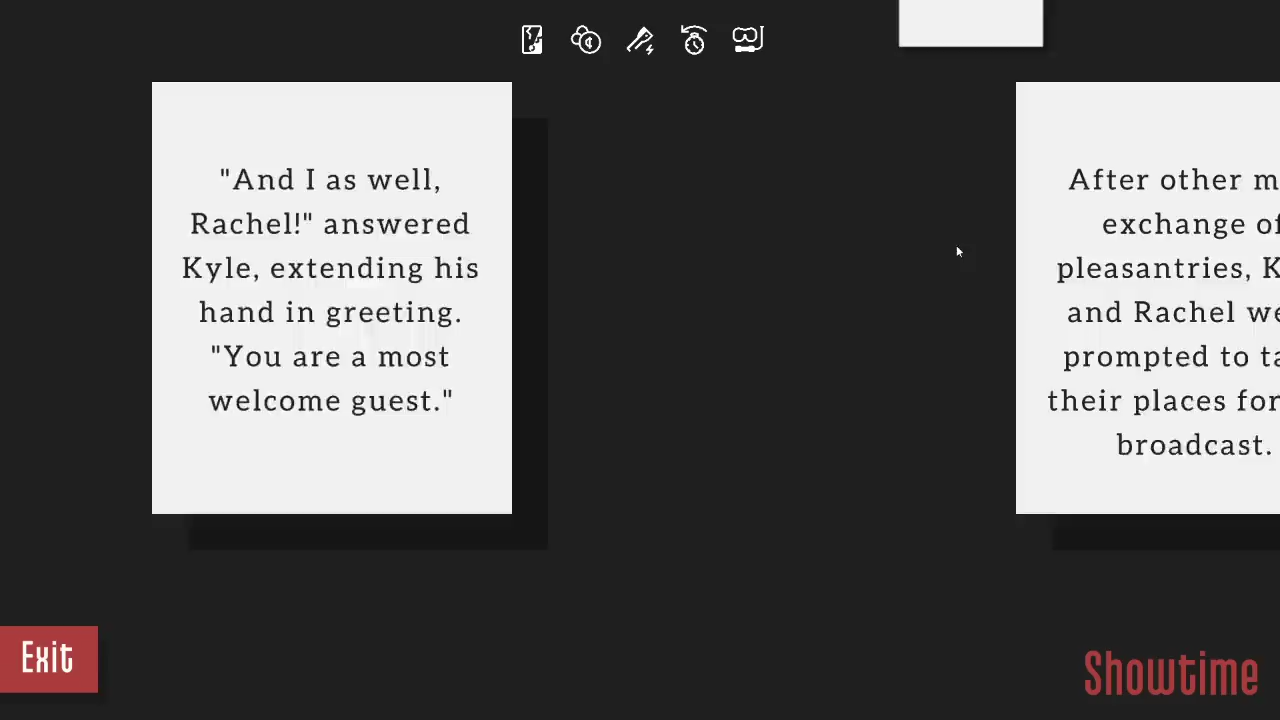 "And I as well,
Rachel!" answered
Kyle, extending his
hand in greeting.
"You are a most
welcome guest."
After other
exchange
pleasantries,
and Rachel
prompted to
their places for
broadcast.
Exit
Showtime